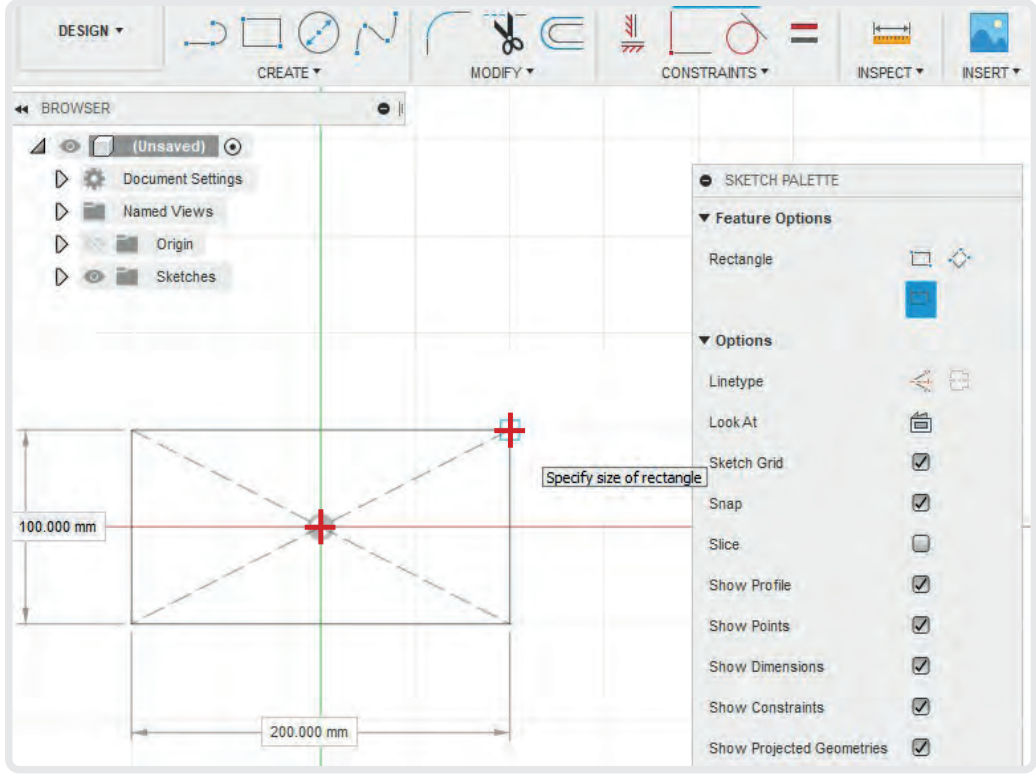 DESIGN ▾
CREATE ▾
MODIFY ▾
CONSTRAINTS ▾
INSPECT ▾
INSERT ▾
BROWSER
(Unsaved)
Document Settings
Named Views
Origin
Sketches
SKETCH PALETTE
Feature Options
Rectangle
Options
Linetype
Look At
Sketch Grid
Snap
Slice
Show Profile
Show Points
Show Dimensions
Show Constraints
Show Projected Geometries
Specify size of rectangle
100.000 mm
200.000 mm